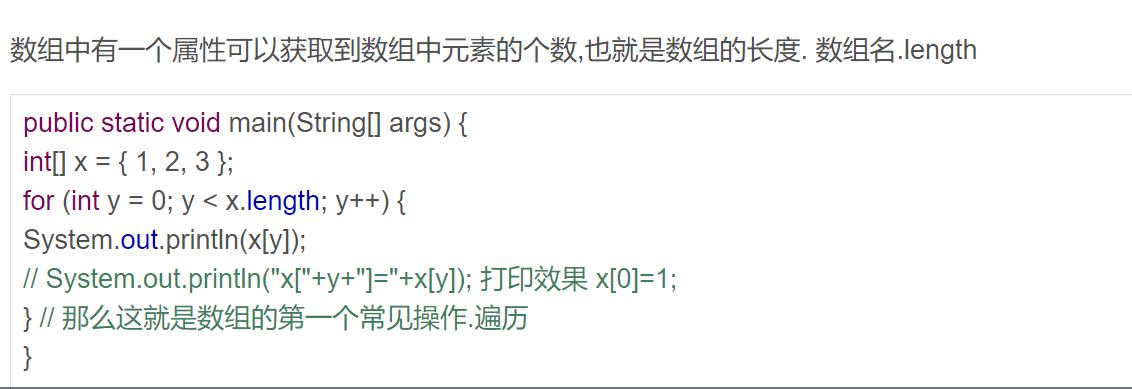 数组中有一个属性可以获取到数组中元素的个数,也就是数组的长度. 数组名.length
public static void main(String[] args) {
int[] x = { 1, 2, 3 };
for (int y = 0; y < x.length; y++) {
System.out.println(x[y]);
// System.out.println("x["+y+"]="+x[y]); 打印效果 x[0]=1;
} // 那么这就是数组的第一个常见操作.遍历
}